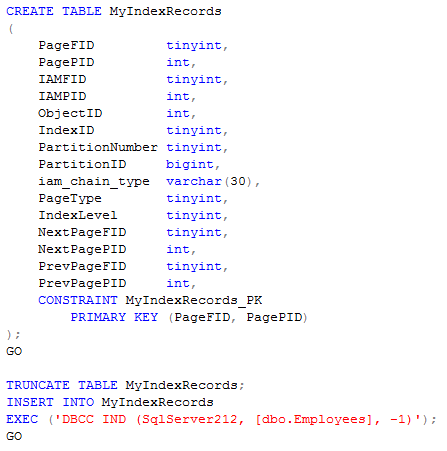 CREATE TABLE MyIndexRecords
(
    PageFID         tinyint,
    PagePID         int,
    IAMFID          tinyint,
    IAMPID          int,
    ObjectID        int,
    IndexID         tinyint,
    PartitionNumber tinyint,
    PartitionID     bigint,
    iam_chain_type  varchar(30),
    PageType        tinyint,
    IndexLevel      tinyint,
    NextPageFID     tinyint,
    NextPagePID     int,
    PrevPageFID     tinyint,
    PrevPagePID     int,
    CONSTRAINT MyIndexRecords_PK
        PRIMARY KEY (PageFID, PagePID)
);
GO

TRUNCATE TABLE MyIndexRecords;
INSERT INTO MyIndexRecords
EXEC ('DBCC IND (SqlServer212, [dbo.Employees], -1)');
GO